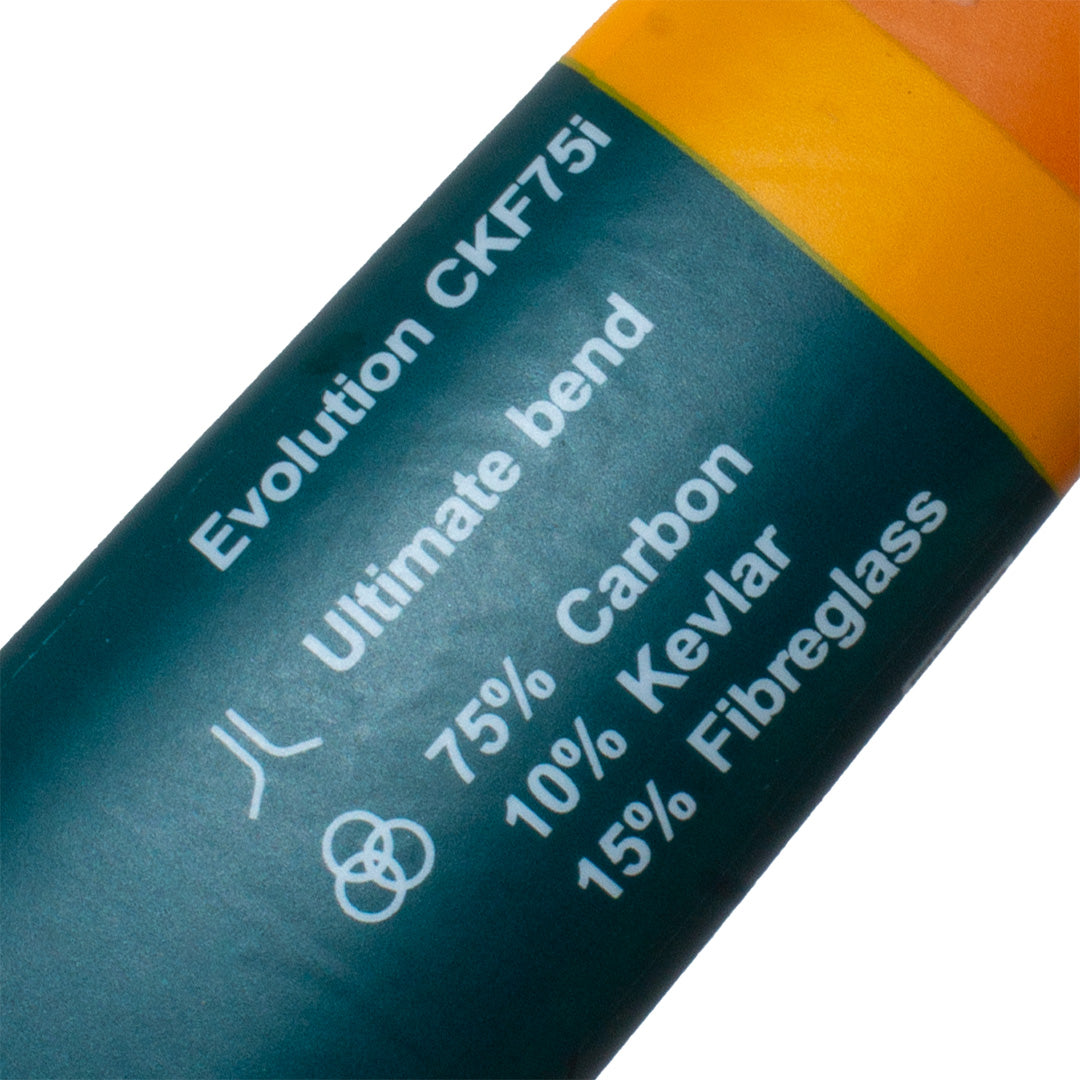 Evolution CKF75i
Ultimate bend
75% Carbon
10% Kevlar
15% Fibreglass